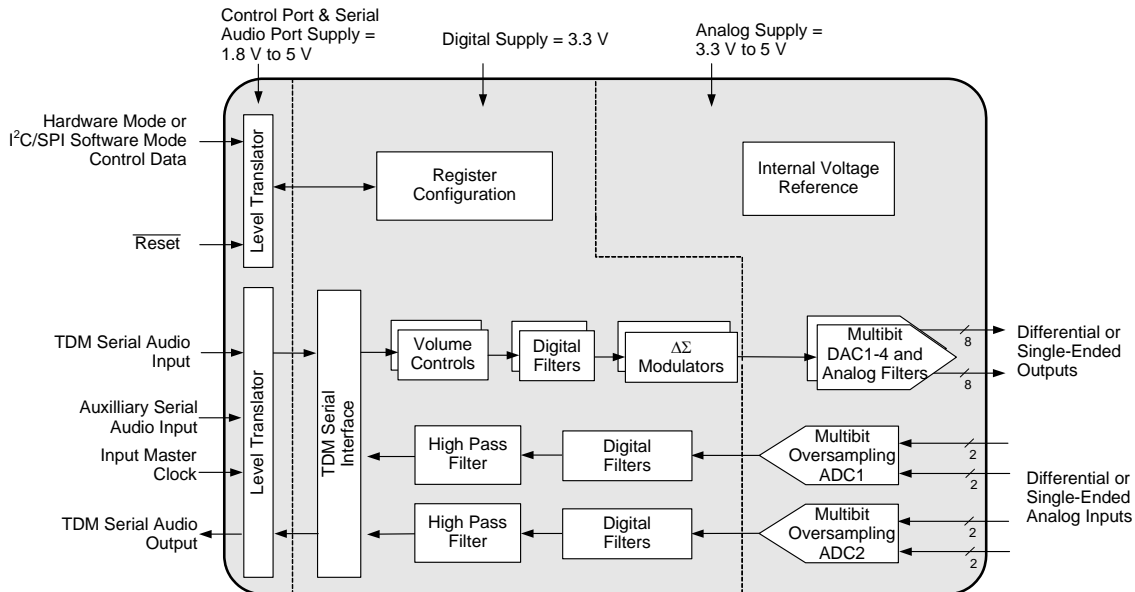 Control Port & Serial
Audio Port Supply =
1.8 V to 5 V
Digital Supply = 3.3 V
Analog Supply =
3.3 V to 5 V
Hardware Mode or
I²C/SPI Software Mode
Control Data
Reset
Level Translator
Register
Configuration
Internal Voltage
Reference
TDM Serial Audio
Input
Auxilliary Serial
Audio Input
Input Master
Clock
TDM Serial Audio
Output
Level Translator
TDM Serial
Interface
Volume
Controls
Digital
Filters
ΔΣ
Modulators
Multibit
DAC1-4 and
Analog Filters
8
8
Differential or
Single-Ended
Outputs
High Pass
Filter
Digital
Filters
Multibit
Oversampling
ADC1
2
2
High Pass
Filter
Digital
Filters
Multibit
Oversampling
ADC2
2
2
Differential or
Single-Ended
Analog Inputs